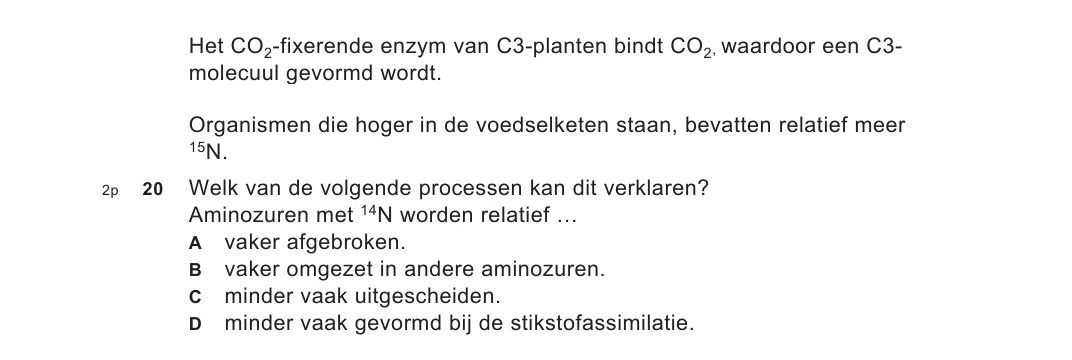 Het CO₂-fixerende enzym van C3-planten bindt CO₂, waardoor een C3-
molecuul gevormd wordt.
Organismen die hoger in de voedselketen staan, bevatten relatief meer
¹⁵N.
2p 20 Welk van de volgende processen kan dit verklaren?
Aminozuren met ¹⁴N worden relatief …
A vaker afgebroken.
B vaker omgezet in andere aminozuren.
C minder vaak uitgescheiden.
D minder vaak gevormd bij de stikstofassimilatie.